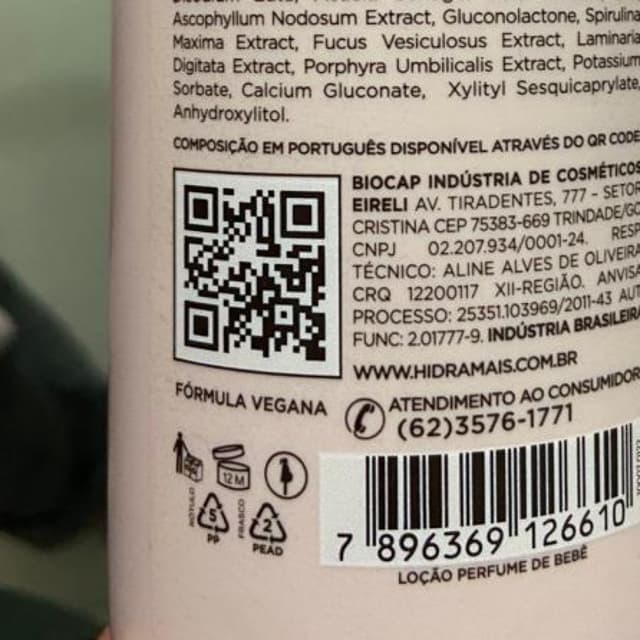 Ascophyllum Nodosum Extract, Gluconolactone, Spirulina
Maxima Extract, Fucus Vesiculosus Extract, Laminaria
Digitata Extract, Porphyra Umbilicalis Extract, Potassium
Sorbate, Calcium Gluconate, Xylityl Sesquicaprylate,
Anhydroxylitol.
COMPOSIÇÃO EM PORTUGUÊS DISPONÍVEL ATRAVÉS DO QR CODE
BIOCAP INDÚSTRIA DE COSMÉTICOS
EIRELI AV. TIRADENTES, 777 - SETOR
CRISTINA CEP 75383-669 TRINDADE/GO
CNPJ 02.207.934/0001-24. RESP.
TÉCNICO: ALINE ALVES DE OLIVEIRA
CRQ 12200117 XII-REGIÃO. ANVISA
PROCESSO: 25351.103969/2011-43 AUT
FUNC: 2.01777-9. INDÚSTRIA BRASILEIRA
WWW.HIDRAMAIS.COM.BR
FÓRMULA VEGANA
ATENDIMENTO AO CONSUMIDOR
(62)3576-1771
12 M
RÓTULO
5
PP
FRASCO
2
PEAD
7 896369 126610
LOÇÃO PERFUME DE BEBÊ